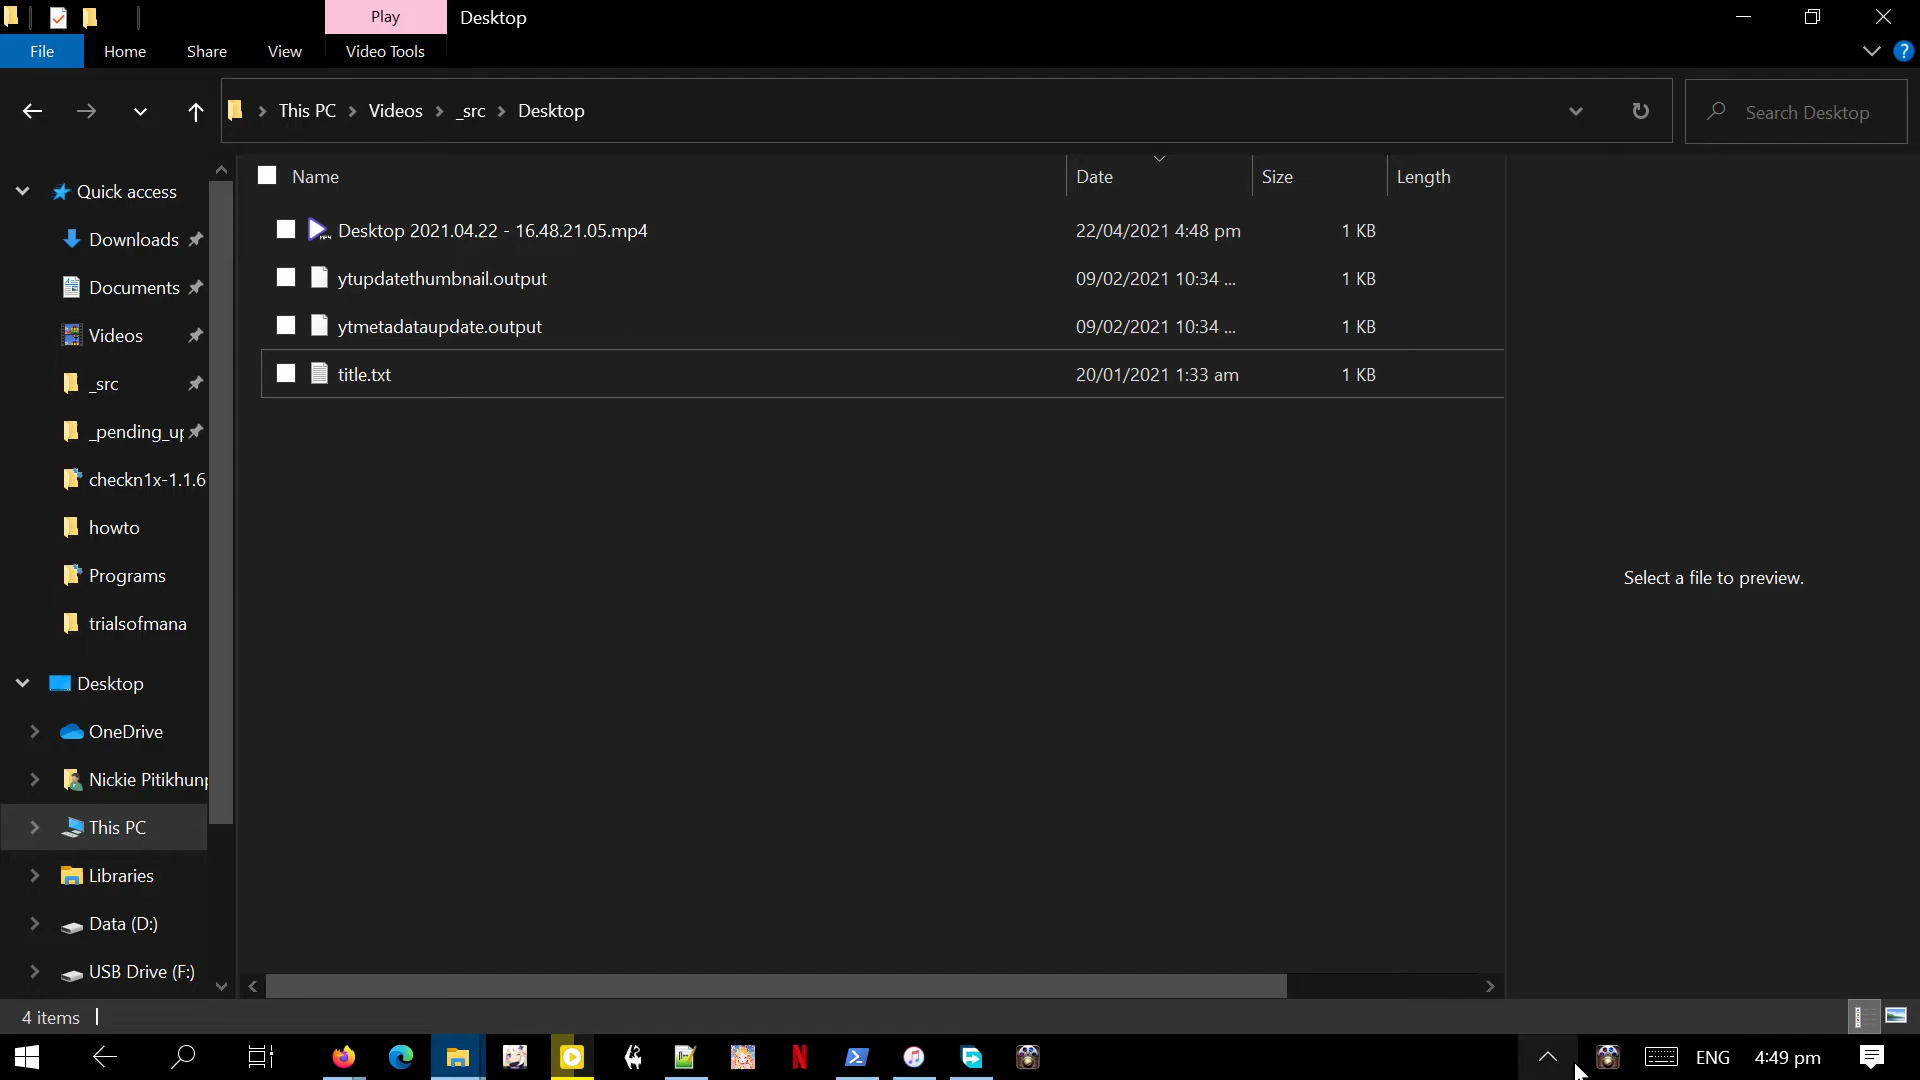 Play
Desktop
File
Home
Share
View
Video Tools
This PC
Videos
_src
Desktop
Search Desktop
Name
Date
Size
Length
Desktop 2021.04.22 - 16.48.21.05.mp4
22/04/2021 4:48 pm
1 KB
ytupdatethumbnail.output
09/02/2021 10:34 ...
1 KB
ytmetadataupdate.output
09/02/2021 10:34 ...
1 KB
title.txt
20/01/2021 1:33 am
1 KB
Quick access
Downloads
Documents
Videos
_src
_pending_up
checkn1x-1.1.6
howto
Programs
trialsofmana
Desktop
OneDrive
Nickie Pitikhunp
This PC
Libraries
Data (D:)
USB Drive (F:)
Select a file to preview.
4 items
ENG
4:49 pm